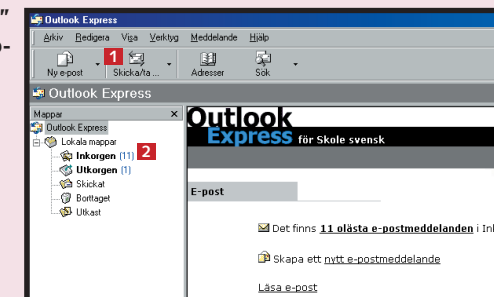 "
-
Outlook Express
Arkiv Redigera Visa Verktyg Meddelande Hjälp
1
Ny e-post Skicka/ta ... Adresser Sök
Outlook Express
Mappar ×
Outlook Express
Lokala mappar
Inkorgen (11) 2
Utkorgen (1)
Skickat
Borttaget
Utkast
Outlook
Express för Skole svensk
E-post
Det finns 11 olästa e-postmeddelanden i In
Skapa ett nytt e-postmeddelande
Läsa e-post